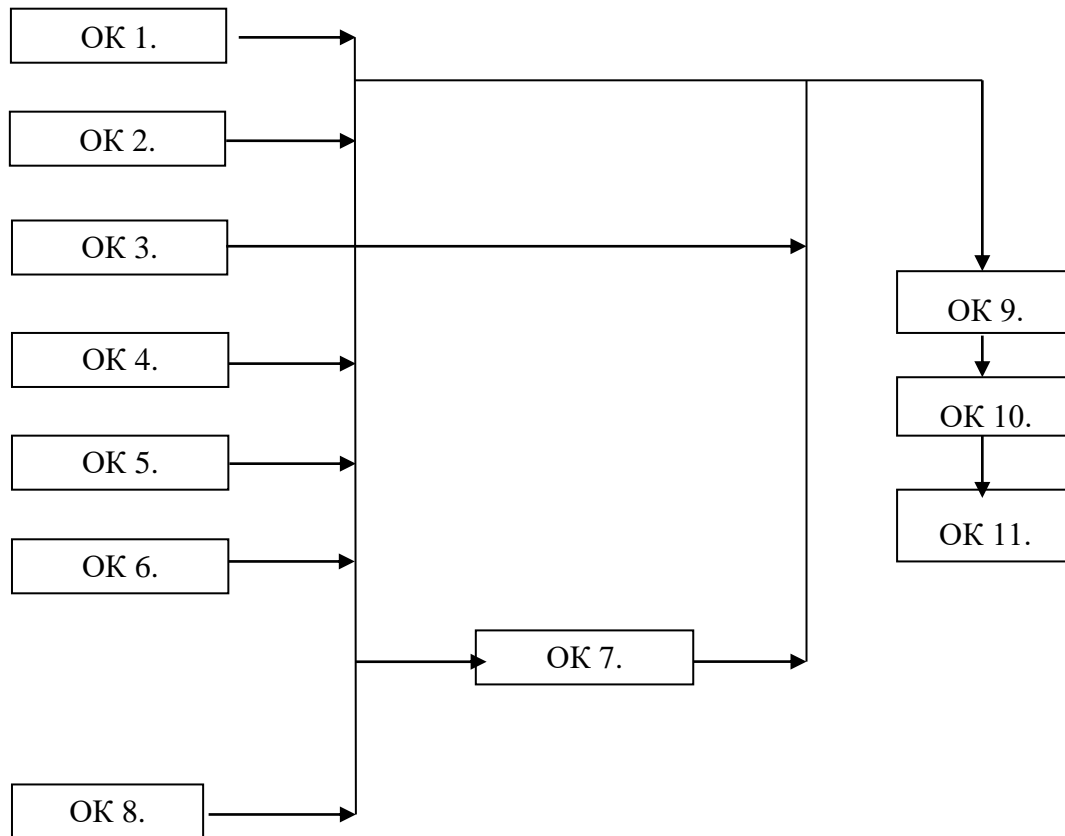 ОК 1.
ОК 2.
ОК 3.
ОК 4.
ОК 5.
ОК 6.
ОК 7.
ОК 8.
ОК 9.
ОК 10.
ОК 11.